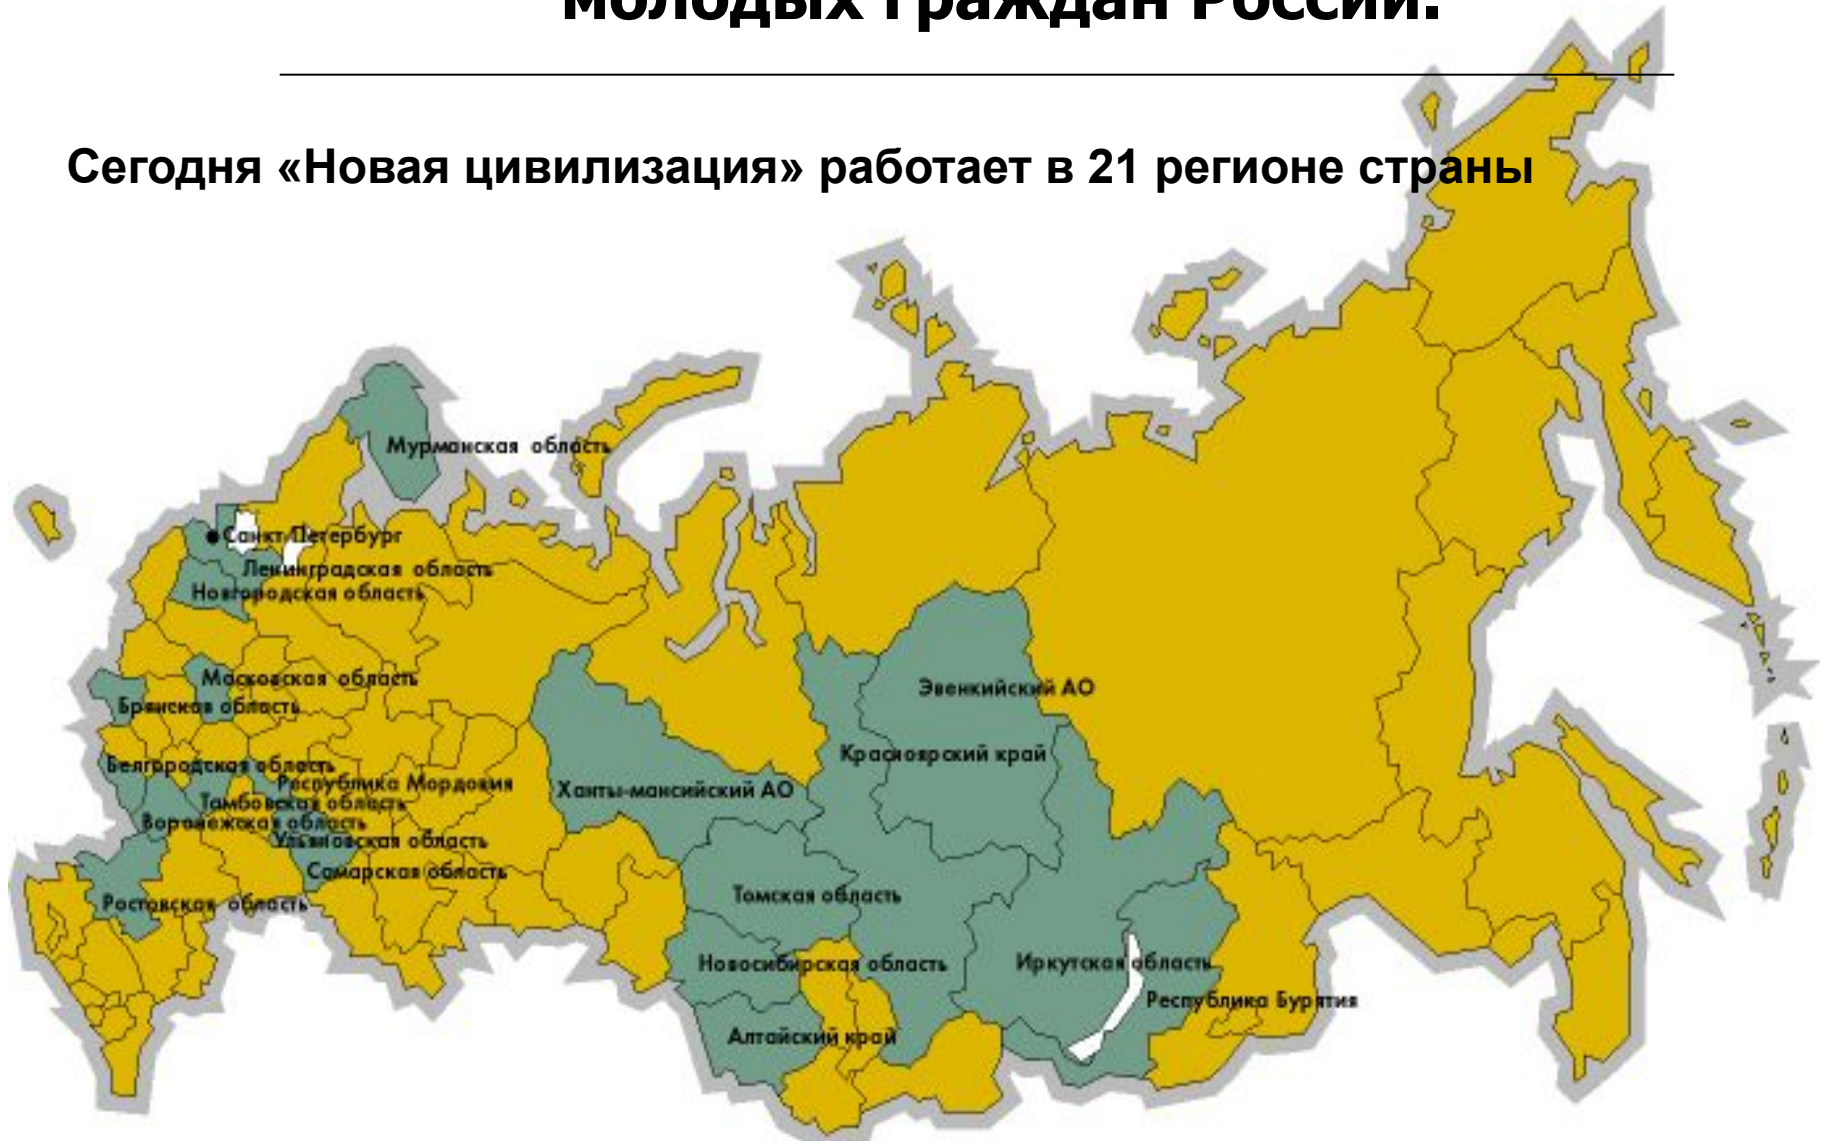 молодых граждан России.
Сегодня «Новая цивилизация» работает в 21 регионе страны
Мурманская область
Санкт-Петербург
Ленинградская область
Новгородская область
Московская область
Эвенкийский АО
Брянская область
Красноярский край
Белгородская область
Республика Мордовия
Ханты-мансийский АО
Тамбовская область
Воронежская область
Ульяновская область
Самарская область
Томская область
Ростовская область
Новосибирская область
Иркутская область
Республика Бурятия
Алтайский край